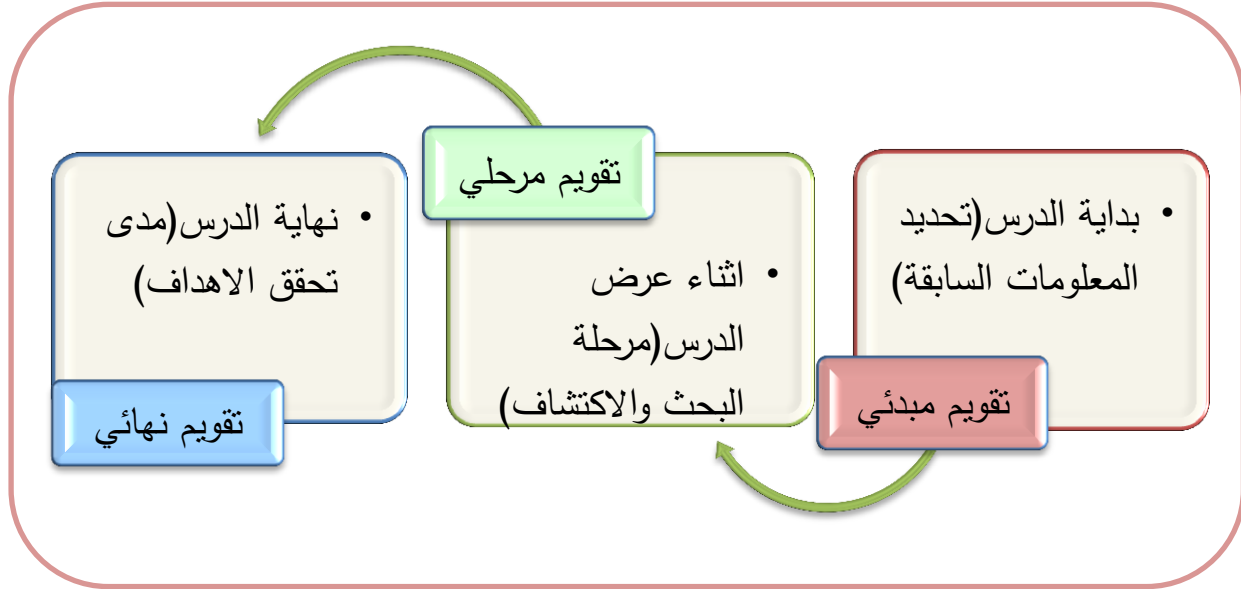 بداية الدرس(تحديد
المعلومات السابقة)
تقويم مبدئي
تقويم مرحلي
اثناء عرض
الدرس(مرحلة
البحث والاكتشاف)
نهاية الدرس(مدى
تحقق الاهداف)
تقويم نهائي